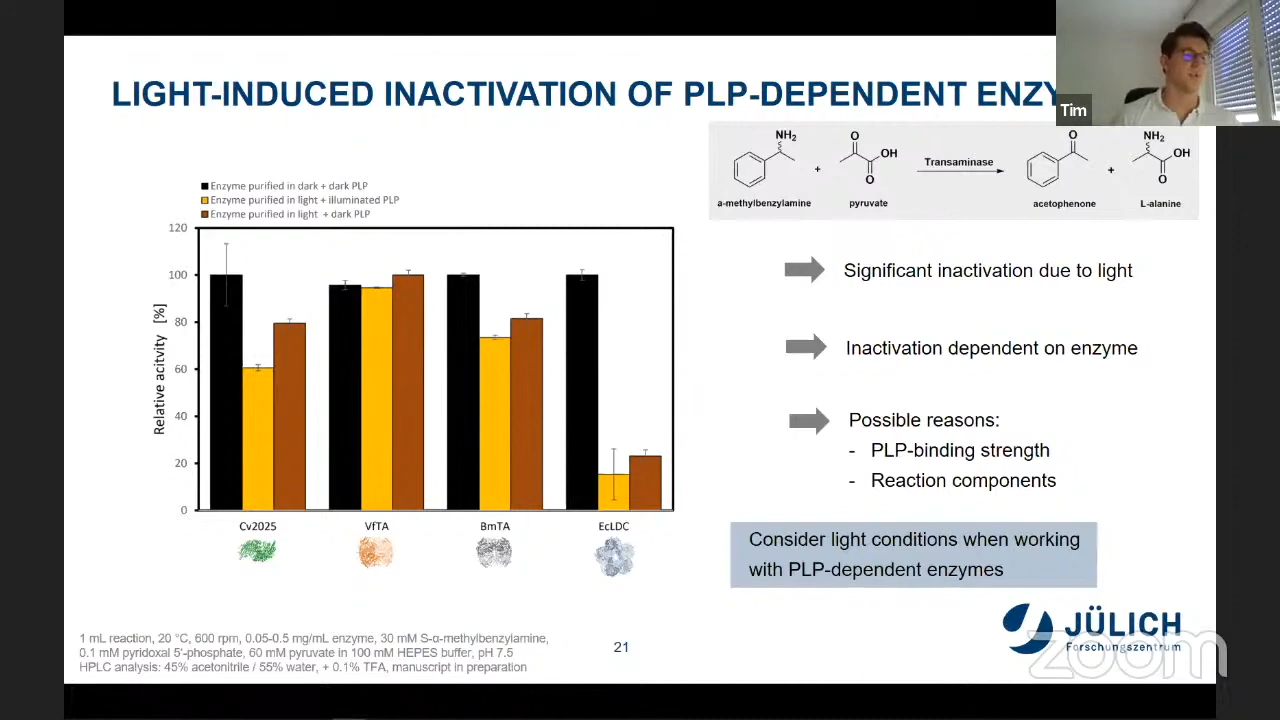 LIGHT-INDUCED INACTIVATION OF PLP-DEPENDENT ENZY
Tim
Enzyme purified in dark + dark PLP
Enzyme purified in light + illuminated PLP
Enzyme purified in light + dark PLP
120
100
80
60
40
20
0
Relative acitvity [%]
Cv2025 VfTA BmTA EcLDC
NH2 O OH O Transaminase O NH2 OH O
+ +
a-methylbenzylamine pyruvate acetophenone L-alanine
Significant inactivation due to light
Inactivation dependent on enzyme
Possible reasons:
- PLP-binding strength
- Reaction components
Consider light conditions when working
with PLP-dependent enzymes
1 mL reaction, 20 °C, 600 rpm, 0.05-0.5 mg/mL enzyme, 30 mM S-α-methylbenzylamine,
0.1 mM pyridoxal 5'-phosphate, 60 mM pyruvate in 100 mM HEPES buffer, pH 7.5
HPLC analysis: 45% acetonitrile / 55% water, + 0.1% TFA, manuscript in preparation
21
JÜLICH
Forschungszentrum
zoom